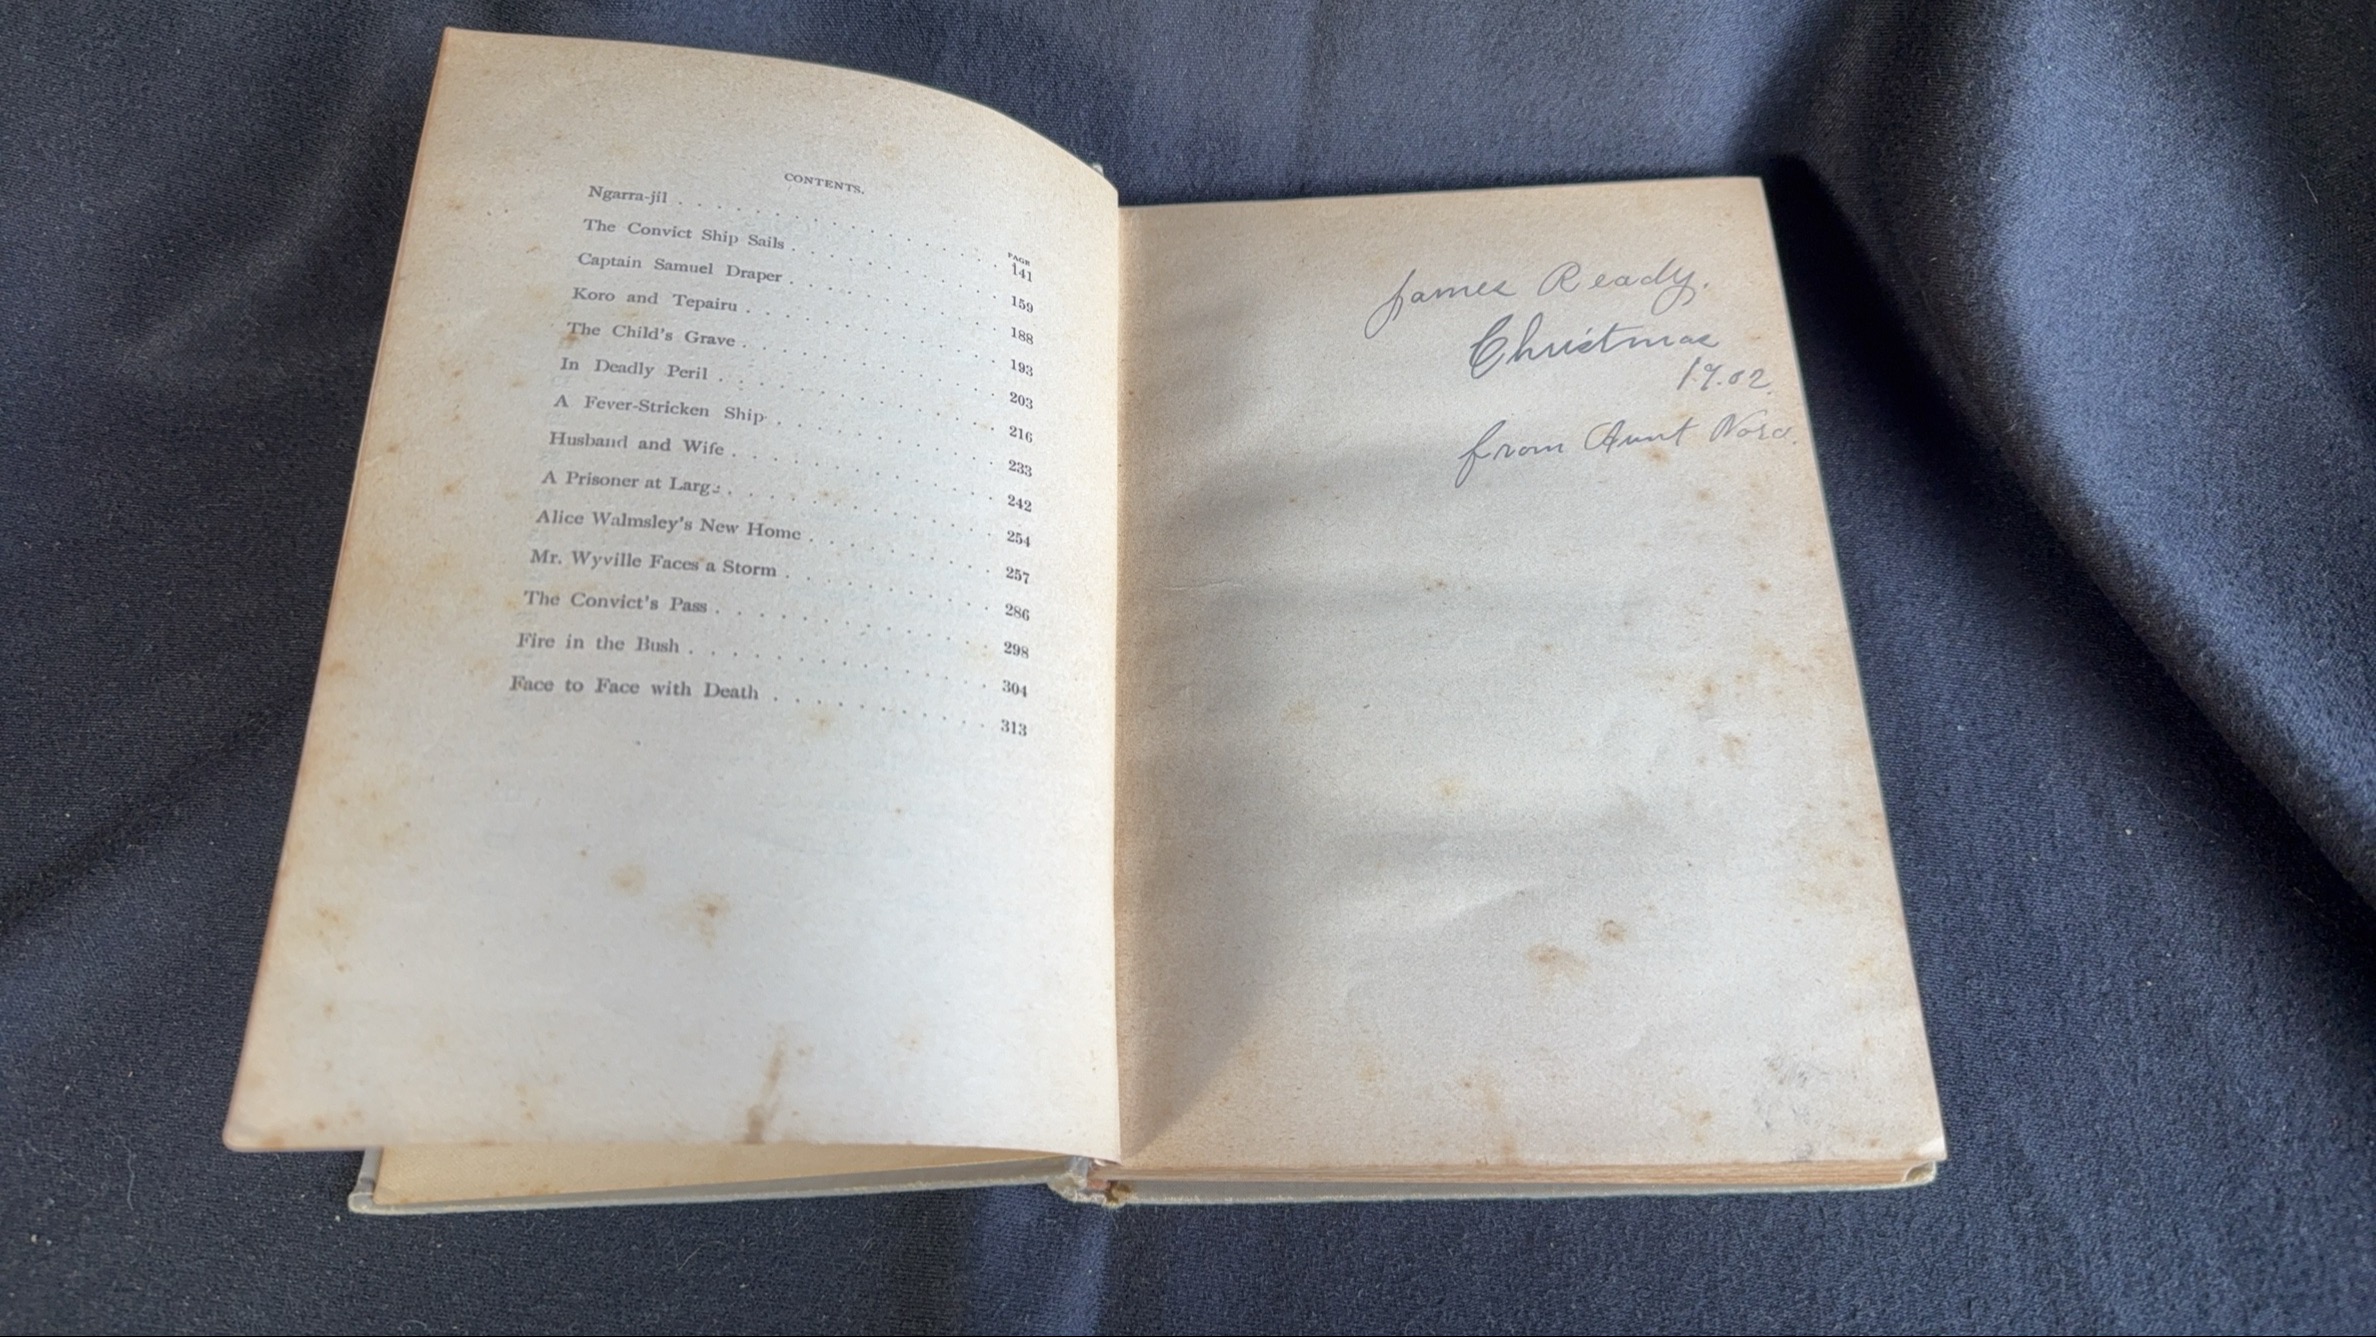 CONTENTS.
PAGE
Ngarra-jil . . . . . . . . . . . . . . . 141
The Convict Ship Sails . . . . . . . . . . . . 159
Captain Samuel Draper . . . . . . . . . . . . 188
Koro and Tepairu . . . . . . . . . . . . . 193
The Child's Grave . . . . . . . . . . . . . 203
In Deadly Peril . . . . . . . . . . . . . . 216
A Fever-Stricken Ship . . . . . . . . . . . . 233
Husband and Wife . . . . . . . . . . . . . 242
A Prisoner at Large . . . . . . . . . . . . . 254
Alice Walmsley's New Home . . . . . . . . . . 257
Mr. Wyville Faces a Storm . . . . . . . . . . . 286
The Convict's Pass . . . . . . . . . . . . . 298
Fire in the Bush . . . . . . . . . . . . . . 304
Face to Face with Death . . . . . . . . . . . 313
James Ready.
Christmas
1902.
from Aunt Nora.